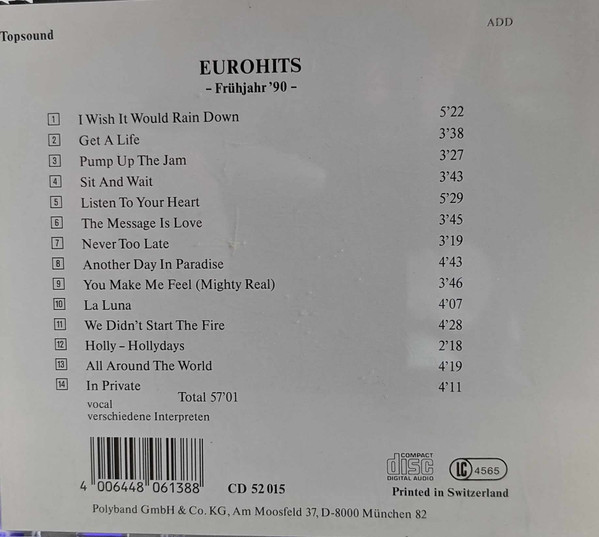 Topsound
ADD
EUROHITS
– Frühjahr '90 –
1 I Wish It Would Rain Down 5'22
2 Get A Life 3'38
3 Pump Up The Jam 3'27
4 Sit And Wait 3'43
5 Listen To Your Heart 5'29
6 The Message Is Love 3'45
7 Never Too Late 3'19
8 Another Day In Paradise 4'43
9 You Make Me Feel (Mighty Real) 3'46
10 La Luna 4'07
11 We Didn't Start The Fire 4'28
12 Holly – Hollydays 2'18
13 All Around The World 4'19
14 In Private 4'11
Total 57'01
vocal
verschiedene Interpreten
4 006448 061388
CD 52 015
COMPACT
disc
DIGITAL AUDIO
LC 4565
Printed in Switzerland
Polyband GmbH & Co. KG, Am Moosfeld 37, D-8000 München 82